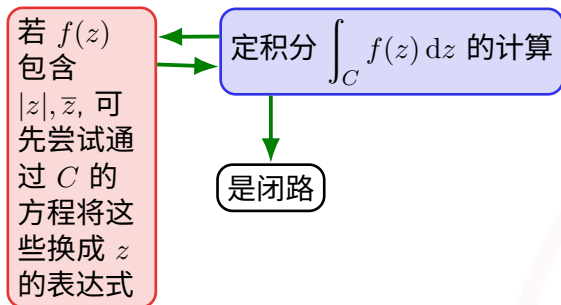 若 f(z)
包含
|z|, z̅, 可
先尝试通
过 C 的
方程将这
些换成 z
的表达式
定积分 ∫_C f(z) dz 的计算
是闭路